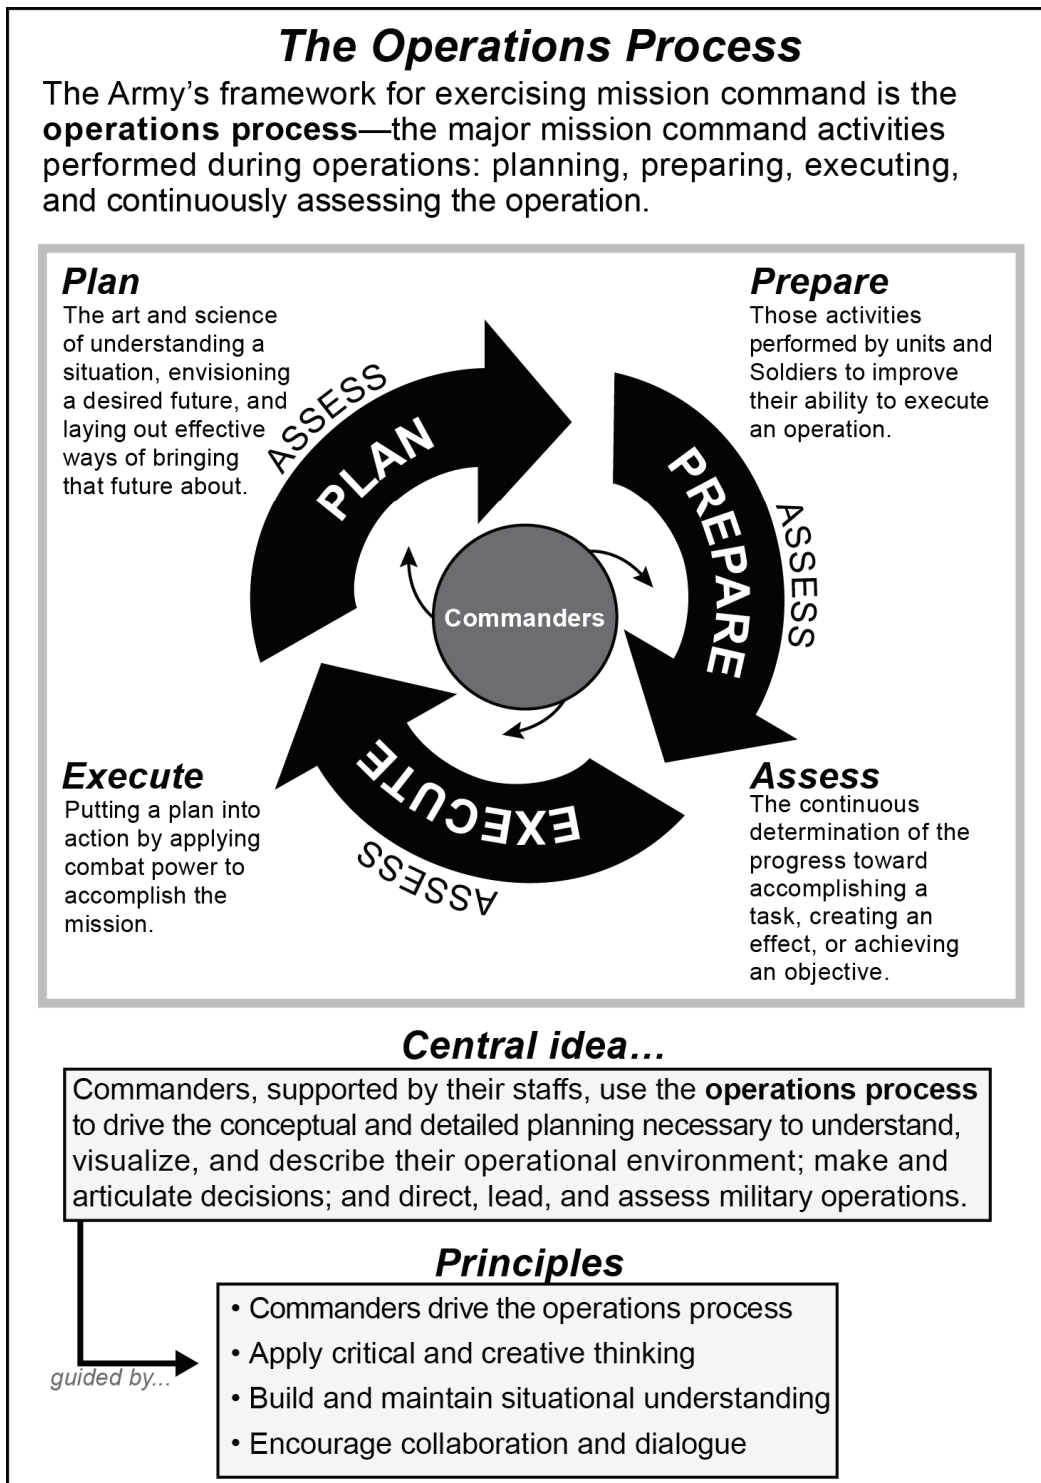 The Operations Process
The Army's framework for exercising mission command is the
operations process—the major mission command activities
performed during operations: planning, preparing, executing,
and continuously assessing the operation.
Plan
The art and science
of understanding a
situation, envisioning
a desired future, and
laying out effective
ways of bringing
that future about.
Prepare
Those activities
performed by units and
Soldiers to improve
their ability to execute
an operation.
ASSESS
PLAN
PREPARE
ASSESS
Commanders
EXECUTE
ASSESS
Execute
Putting a plan into
action by applying
combat power to
accomplish the
mission.
Assess
The continuous
determination of the
progress toward
accomplishing a
task, creating an
effect, or achieving
an objective.
Central idea...
Commanders, supported by their staffs, use the operations process
to drive the conceptual and detailed planning necessary to understand,
visualize, and describe their operational environment; make and
articulate decisions; and direct, lead, and assess military operations.
guided by...
Principles
• Commanders drive the operations process
• Apply critical and creative thinking
• Build and maintain situational understanding
• Encourage collaboration and dialogue